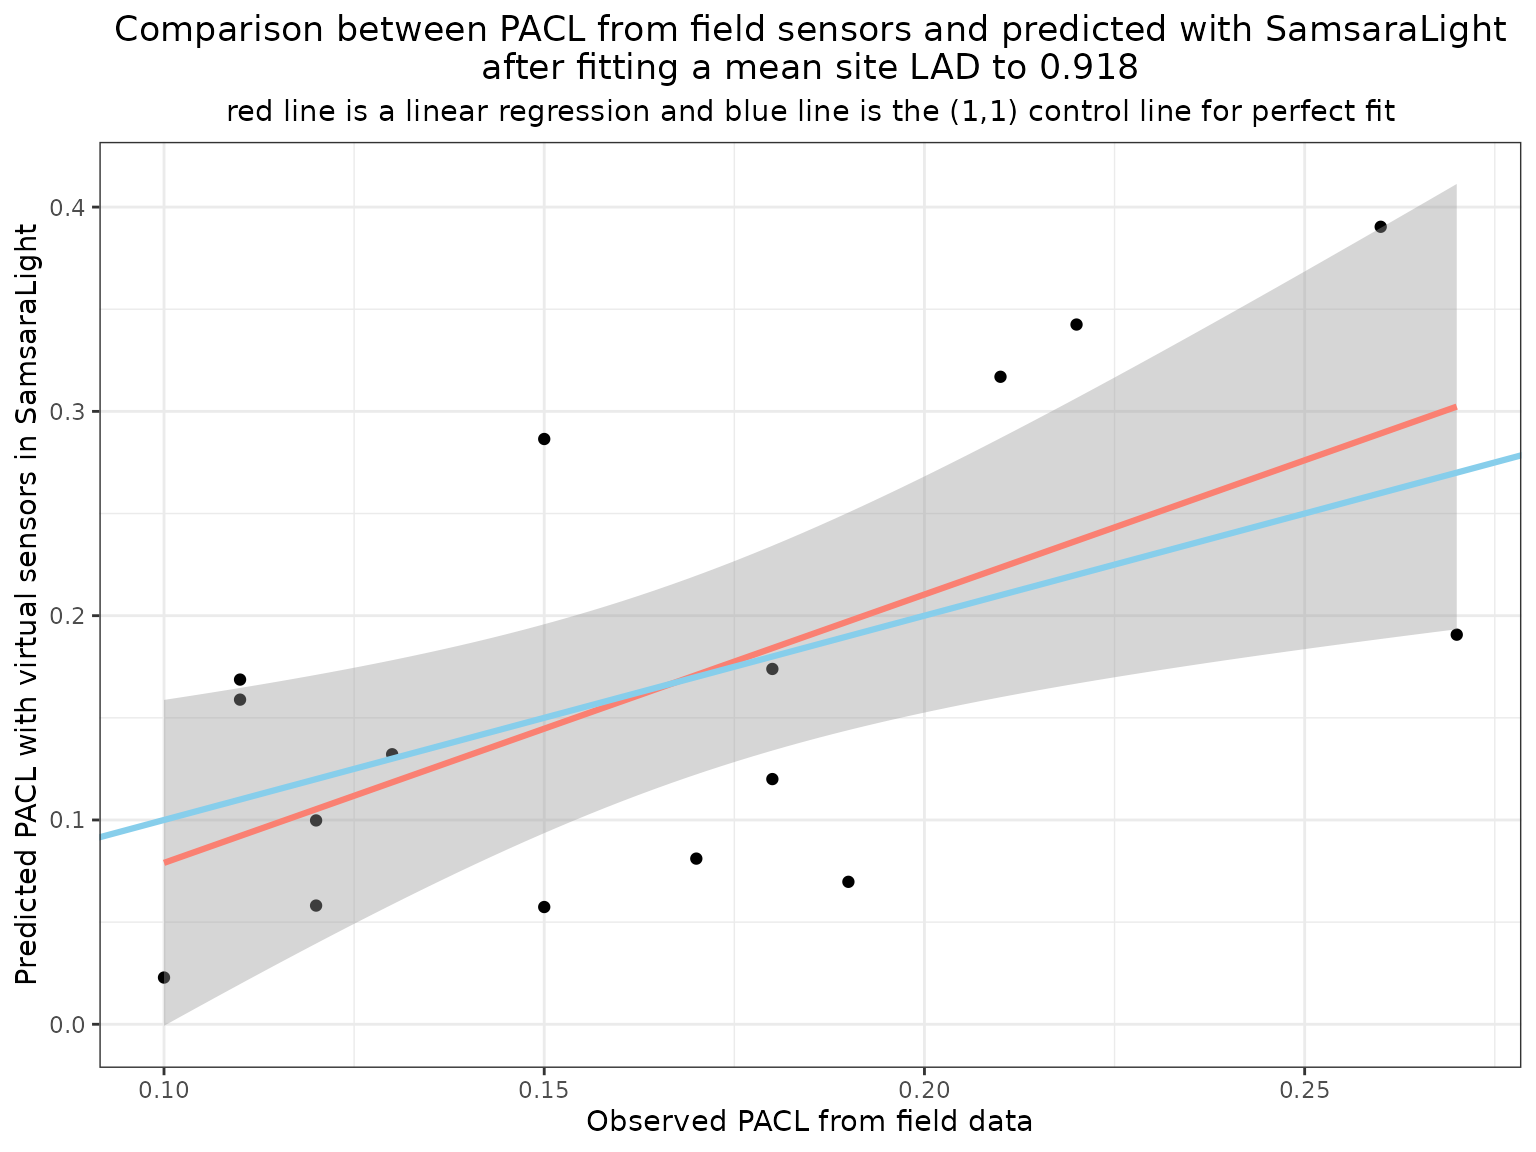 Comparison between PACL from field sensors and predicted with SamsaraLight
after fitting a mean site LAD to 0.918
red line is a linear regression and blue line is the (1,1) control line for perfect fit
Predicted PACL with virtual sensors in SamsaraLight
0.4
0.3
0.2
0.1
0.0
0.10
0.15
0.20
0.25
Observed PACL from field data